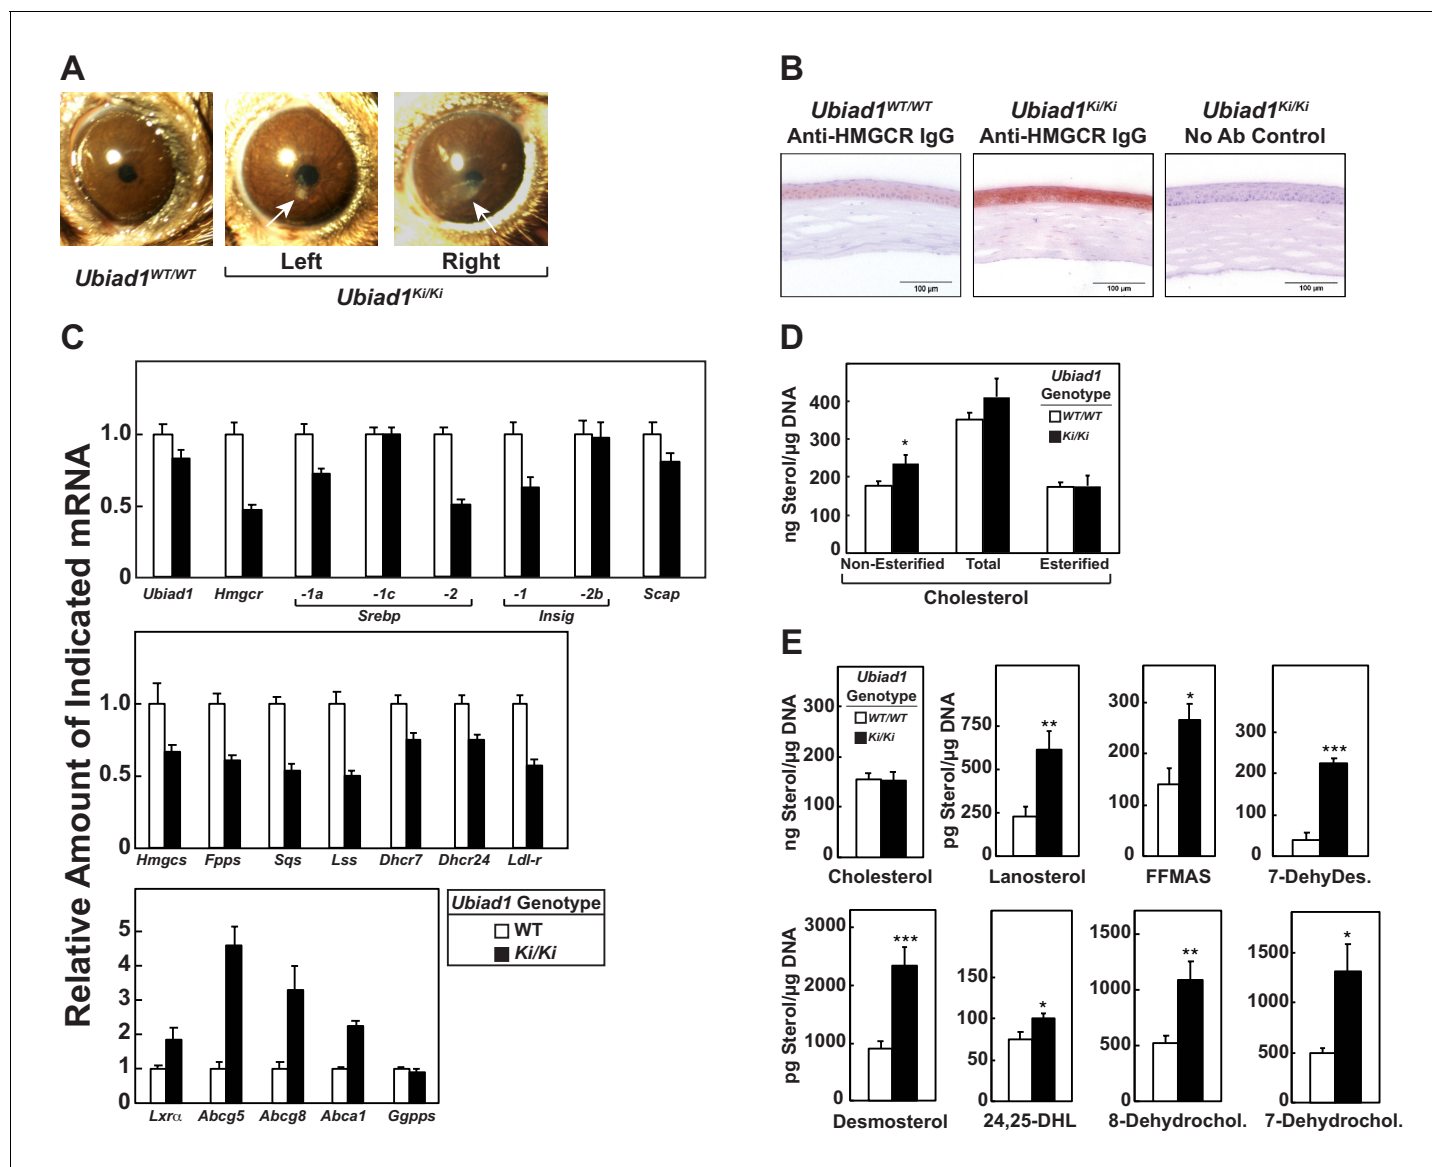 A
Ubiad1WT/WT
Left
Right
Ubiad1Ki/Ki
B
Ubiad1WT/WT
Anti-HMGCR IgG
Ubiad1Ki/Ki
Anti-HMGCR IgG
Ubiad1Ki/Ki
No Ab Control
100 µm
100 µm
100 µm
C
Relative Amount of Indicated mRNA
1.0
0.5
0
Ubiad1 Hmgcr -1a -1c -2 -1 -2b Scap
Srebp Insig
1.0
0.5
0
Hmgcs Fpps Sqs Lss Dhcr7 Dhcr24 Ldl-r
5
4
3
2
1
0
Lxrα Abcg5 Abcg8 Abca1 Ggpps
Ubiad1 Genotype
WT
Ki/Ki
D
ng Sterol/µg DNA
400
300
200
100
0
*
Ubiad1
Genotype
WT/WT
Ki/Ki
Non-Esterified Total Esterified
Cholesterol
E
ng Sterol/µg DNA
300
200
100
0
Ubiad1
Genotype
WT/WT
Ki/Ki
Cholesterol
pg Sterol/µg DNA
750
500
250
0
**
Lanosterol
300
200
100
0
*
FFMAS
300
200
100
0
***
7-DehyDes.
pg Sterol/µg DNA
3000
2000
1000
0
***
Desmosterol
150
100
50
0
*
24,25-DHL
1500
1000
500
0
**
8-Dehydrochol.
1500
1000
500
0
*
7-Dehydrochol.